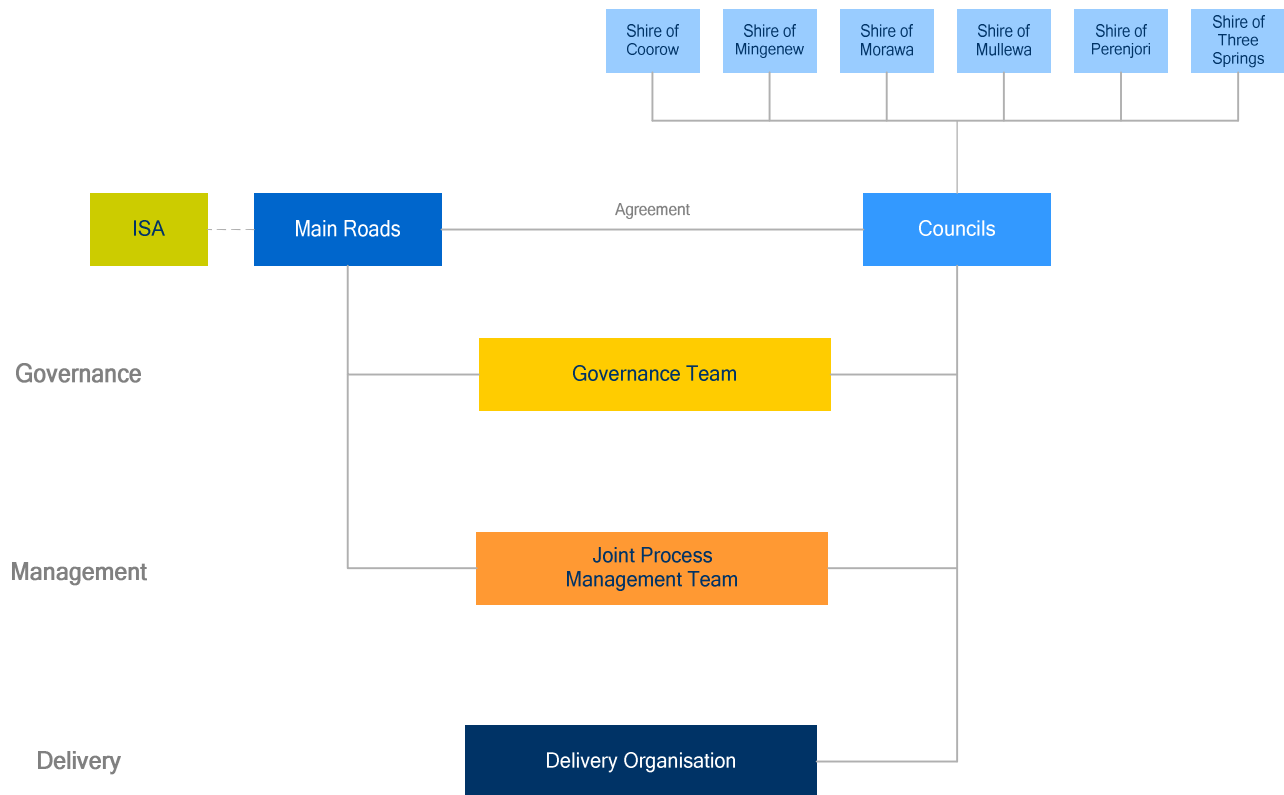 Shire of
Coorow
Shire of
Mingenew
Shire of
Morawa
Shire of
Mullewa
Shire of
Perenjori
Shire of
Three
Springs
ISA
Main Roads
Agreement
Councils
Governance
Governance Team
Management
Joint Process
Management Team
Delivery
Delivery Organisation